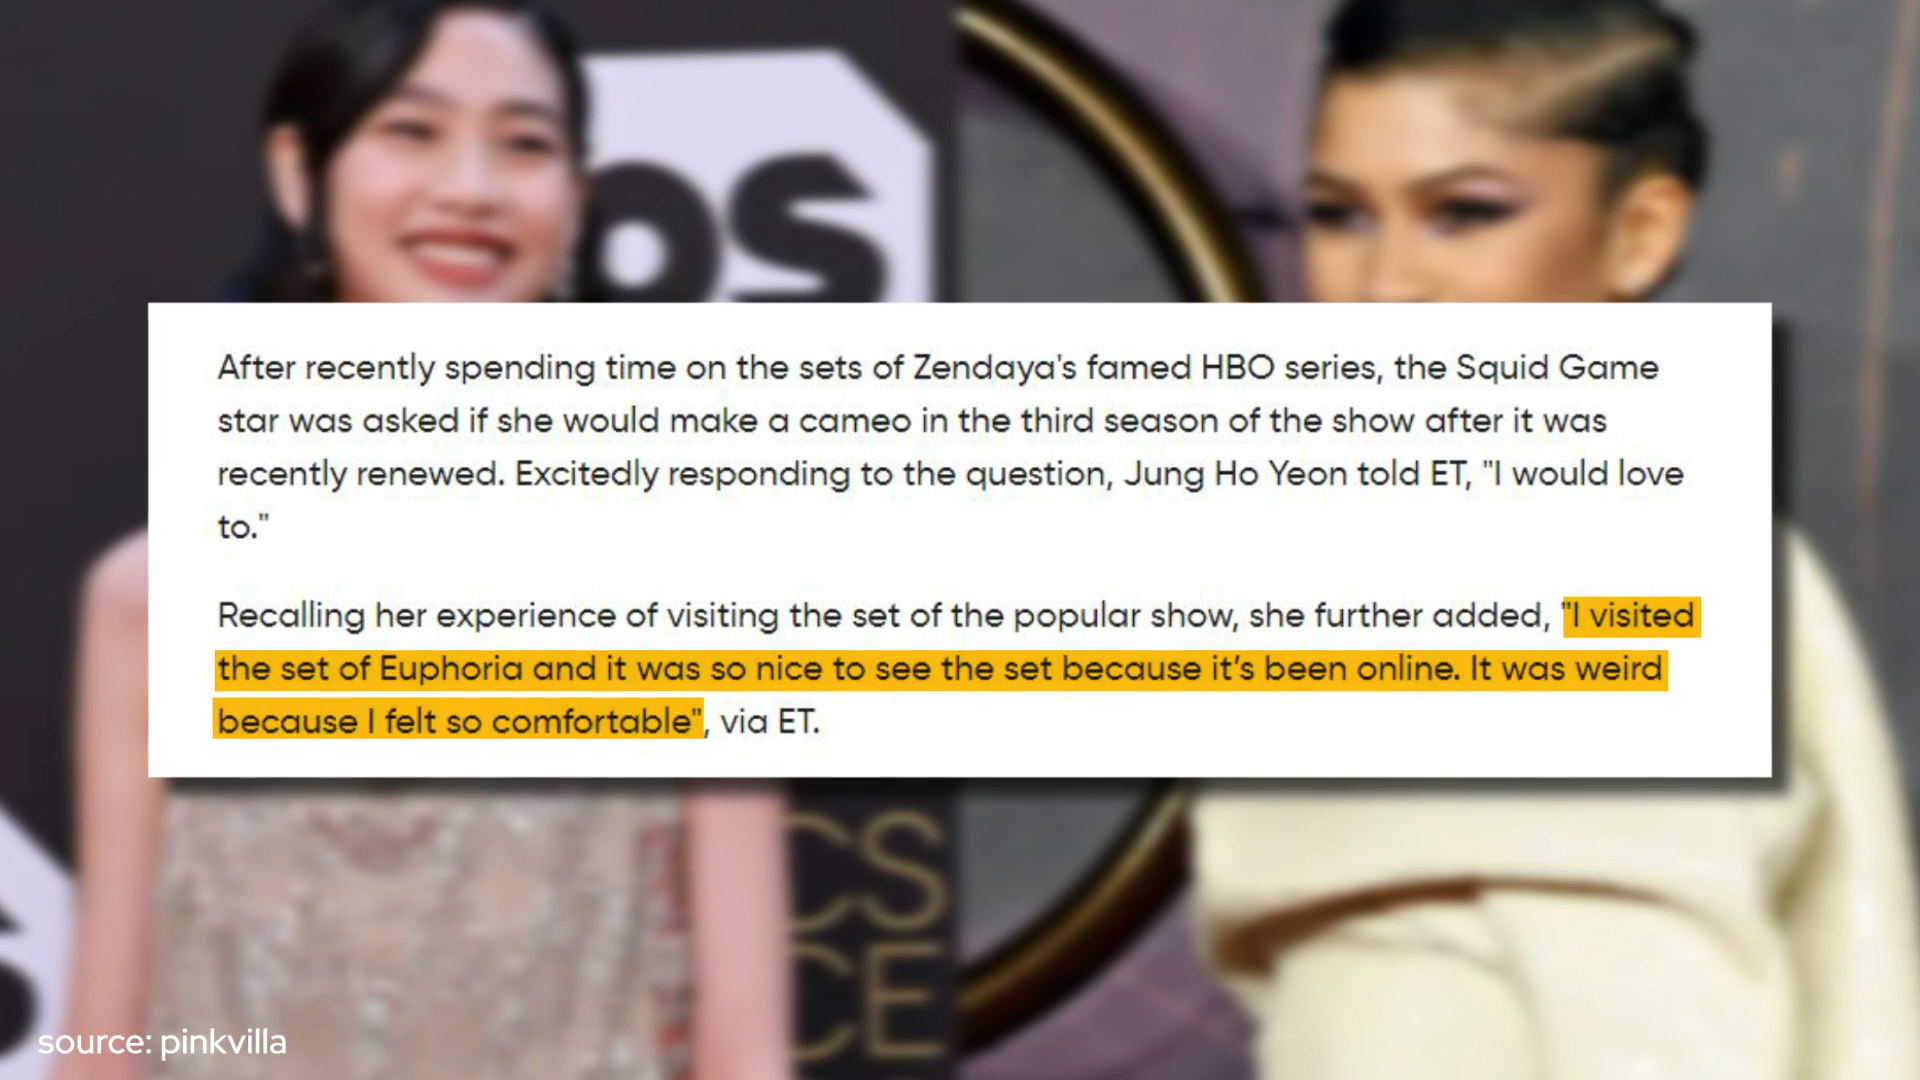 os
After recently spending time on the sets of Zendaya's famed HBO series, the Squid Game
star was asked if she would make a cameo in the third season of the show after it was
recently renewed. Excitedly responding to the question, Jung Ho Yeon told ET, "I would love
to."
Recalling her experience of visiting the set of the popular show, she further added, "I visited
the set of Euphoria and it was so nice to see the set because it’s been online. It was weird
because I felt so comfortable", via ET.
CS
CE
source: pinkvilla